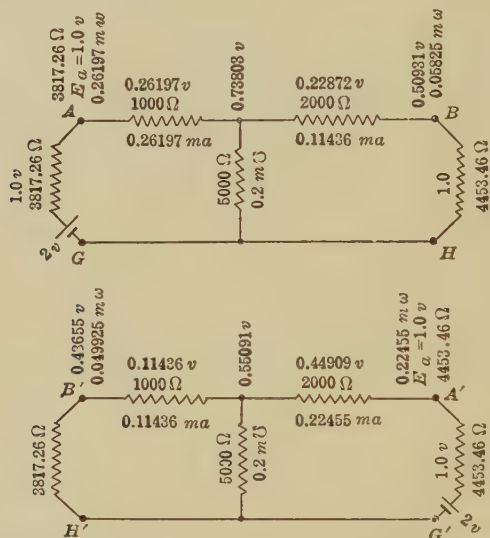 3817.26 Ω
E a = 1.0 v
0.26197 m w
0.26197 v
1000 Ω
0.26197 ma
0.73803 v
0.22872 v
2000 Ω
0.11436 ma
0.50931 v
0.05825 m w
A
B
1.0 v
3817.26 Ω
2v
G
5000 Ω
0.2 m ℧
1.0
4453.46 Ω
H
0.43655 v
0.049925 m w
0.11436 v
1000 Ω
0.11436 ma
0.55091 v
0.44909 v
2000 Ω
0.22455 ma
0.22455 m w
E a = 1.0 v
4453.46 Ω
B'
A'
3817.26 Ω
H'
5000 Ω
0.2 m ℧
1.0 v
4453.46 Ω
2v
G'